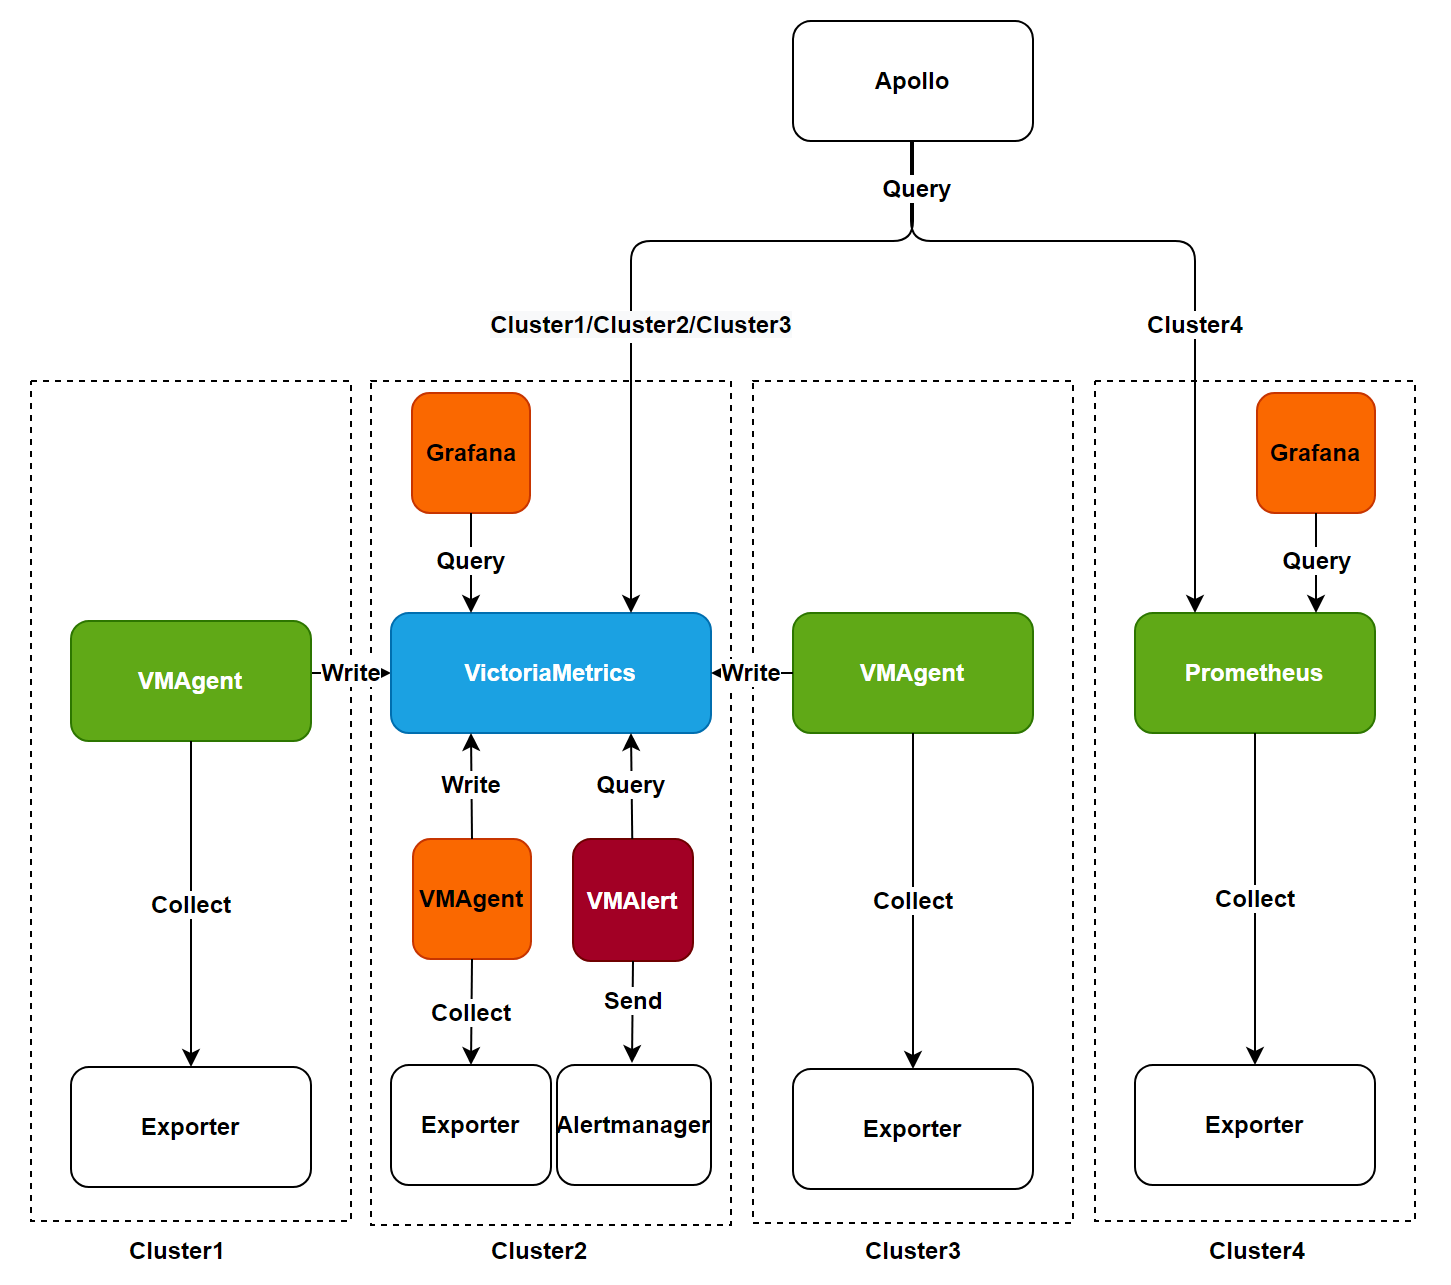 Apollo
Query
Cluster1/Cluster2/Cluster3
Cluster4
Grafana
Grafana
Query
Query
VMAgent
Write
VictoriaMetrics
Write
VMAgent
Prometheus
Write
Query
VMAgent
VMAlert
Collect
Collect
Collect
Collect
Send
Exporter
Exporter
Alertmanager
Exporter
Exporter
Cluster1
Cluster2
Cluster3
Cluster4